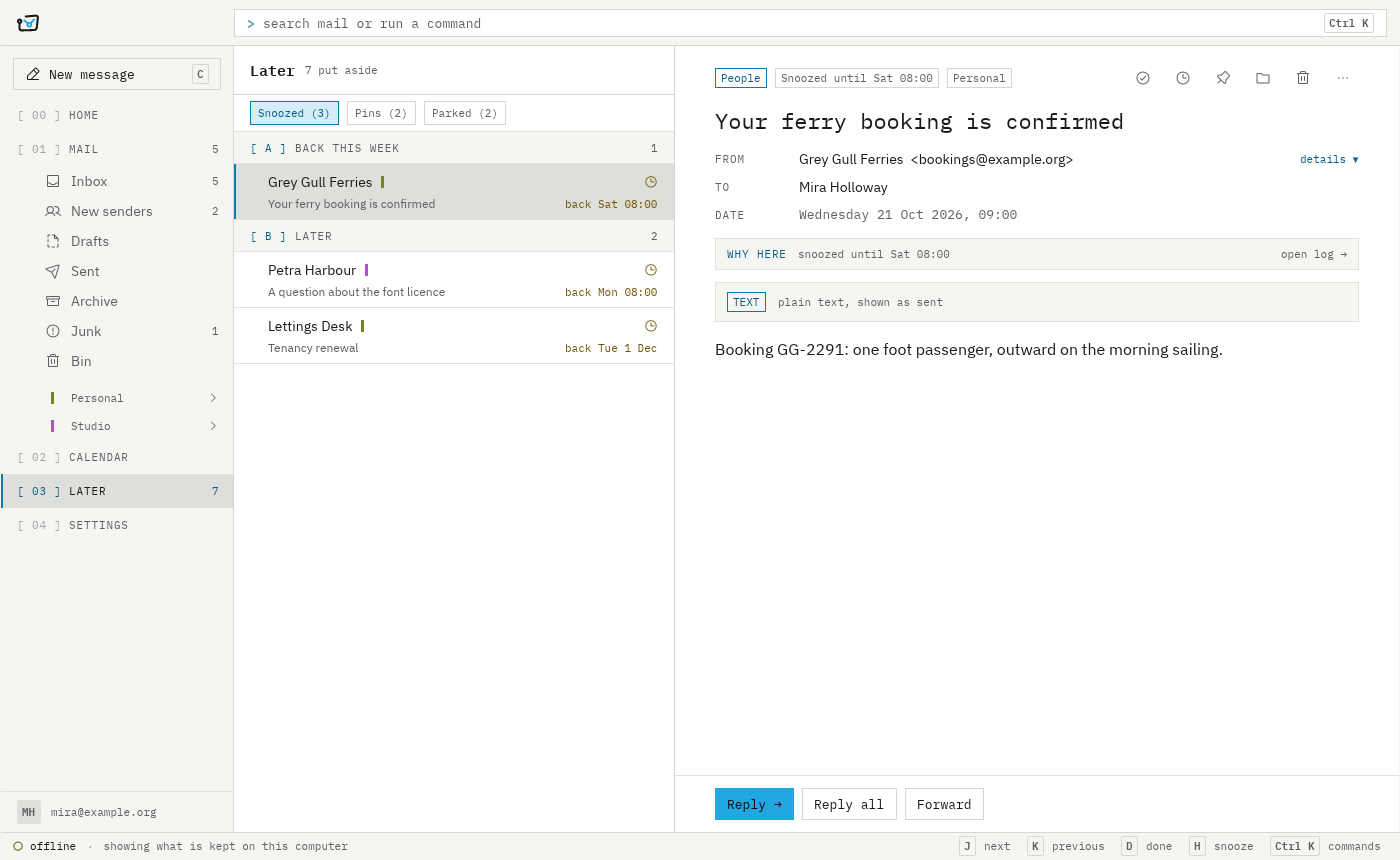 > search mail or run a command Ctrl K
New message C
[ 00 ] HOME
[ 01 ] MAIL 5
Inbox 5
New senders 2
Drafts
Sent
Archive
Junk 1
Bin
Personal
Studio
[ 02 ] CALENDAR
[ 03 ] LATER 7
[ 04 ] SETTINGS
MH mira@example.org
Later 7 put aside
Snoozed (3) Pins (2) Parked (2)
[ A ] BACK THIS WEEK 1
Grey Gull Ferries
Your ferry booking is confirmed back Sat 08:00
[ B ] LATER 2
Petra Harbour
A question about the font licence back Mon 08:00
Lettings Desk
Tenancy renewal back Tue 1 Dec
People Snoozed until Sat 08:00 Personal
Your ferry booking is confirmed
FROM Grey Gull Ferries <bookings@example.org> details ▾
TO Mira Holloway
DATE Wednesday 21 Oct 2026, 09:00
WHY HERE snoozed until Sat 08:00 open log →
TEXT plain text, shown as sent
Booking GG-2291: one foot passenger, outward on the morning sailing.
Reply → Reply all Forward
offline · showing what is kept on this computer J next K previous D done H snooze Ctrl K commands